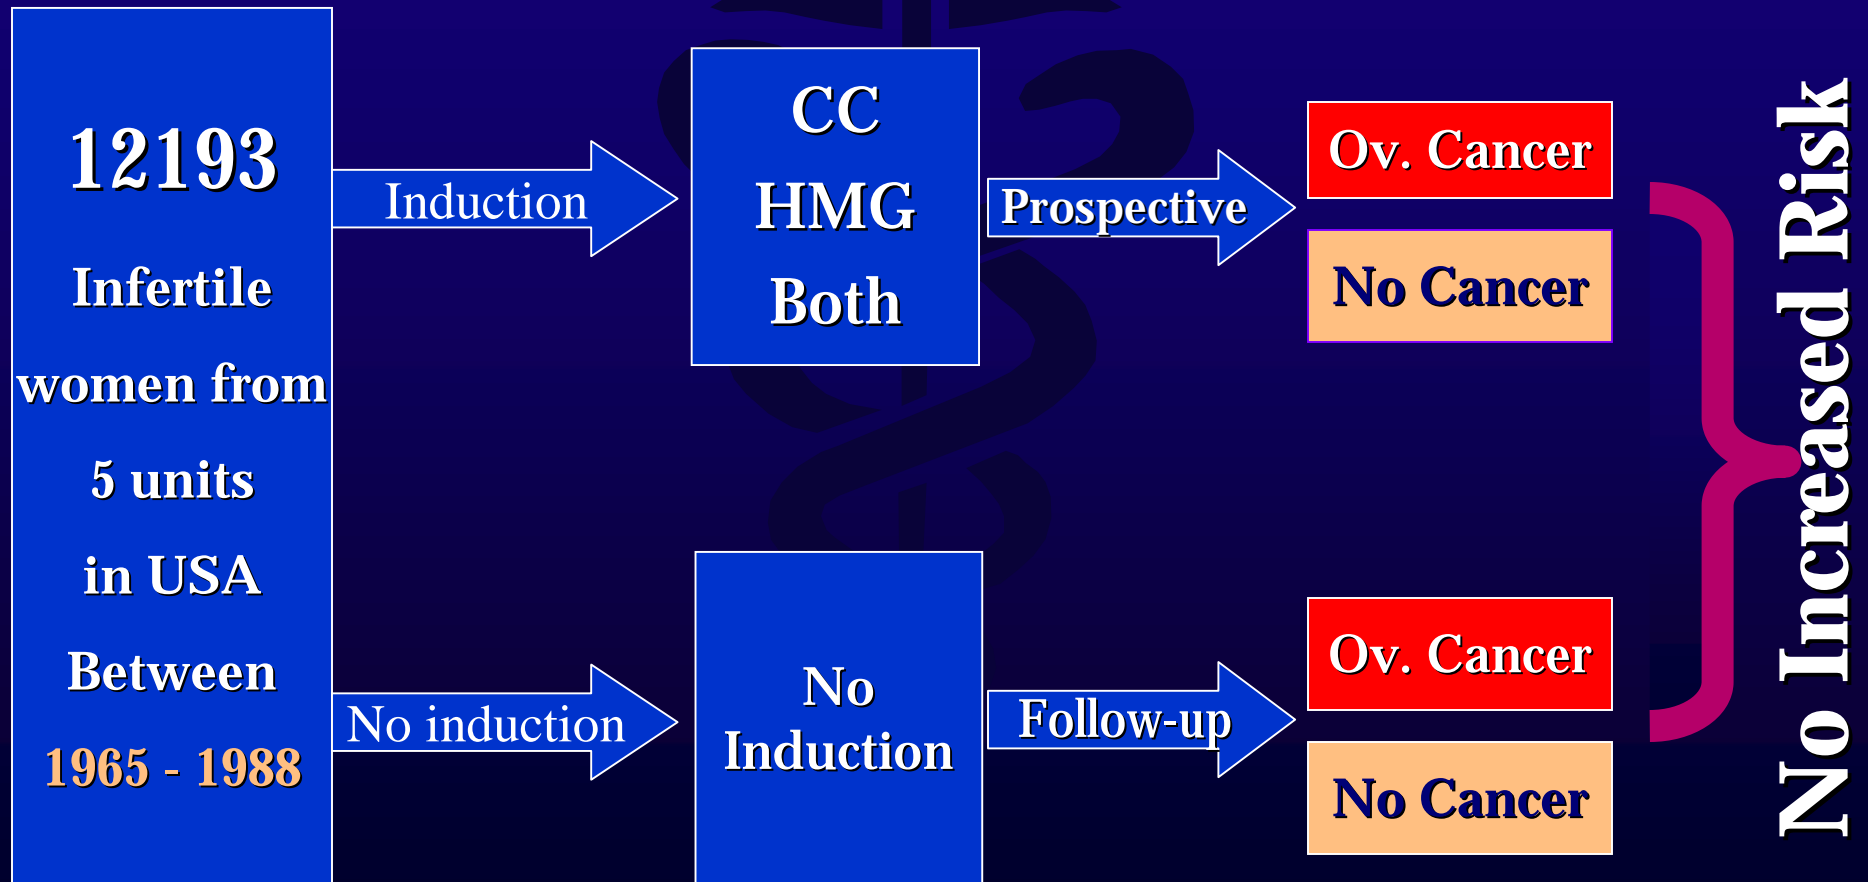 12193
Infertile
women from
5 units
in USA
Between
1965 - 1988
Induction
No induction
CC
HMG
Both
No
Induction
Prospective
Follow-up
Ov. Cancer
No Cancer
Ov. Cancer
No Cancer
No Increased Risk